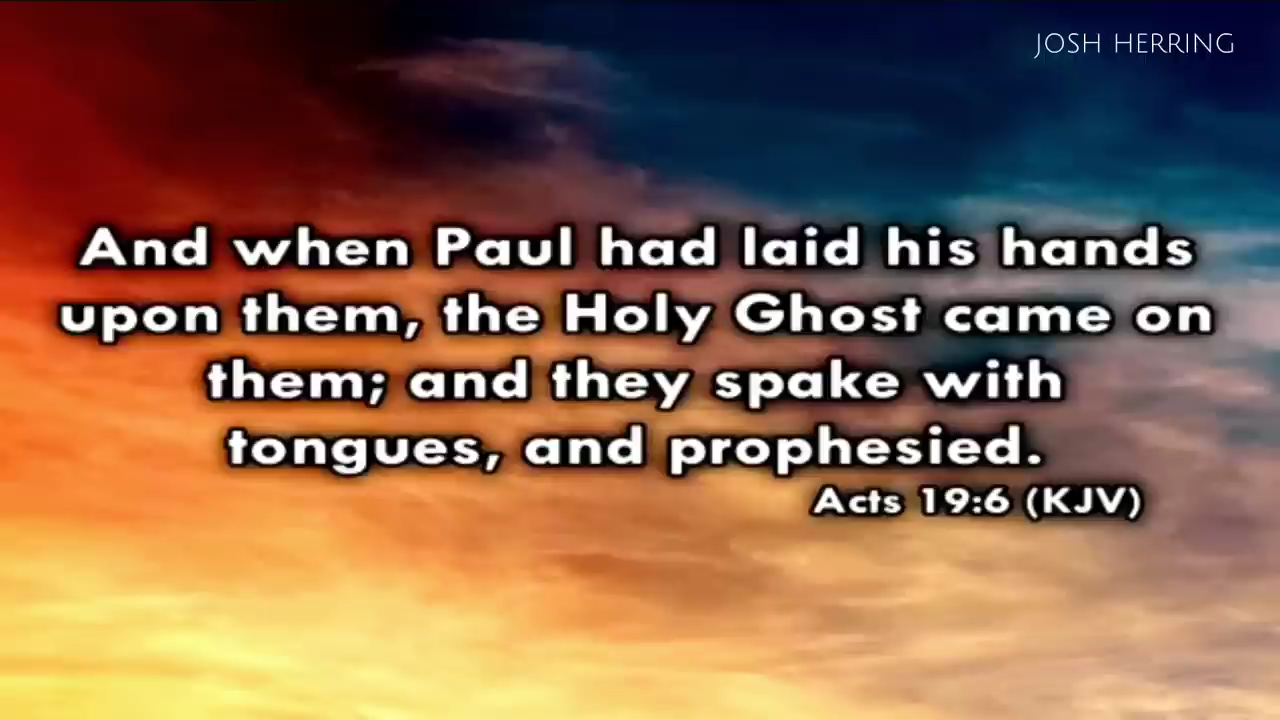 JOSH HERRING
And when Paul had laid his hands
upon them, the Holy Ghost came on
them; and they spake with
tongues, and prophesied.
Acts 19:6 (KJV)